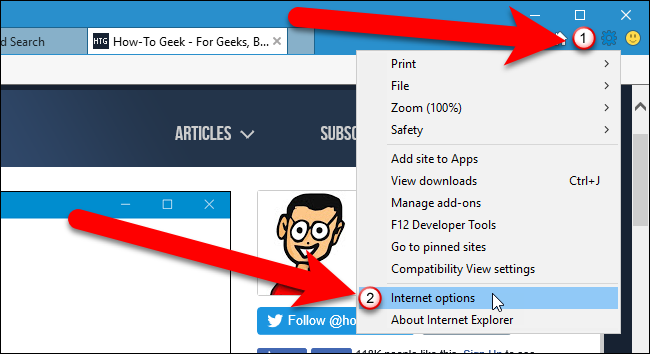 d Search
HTG How-To Geek - For Geeks, B...
1
Print
File
Zoom (100%)
Safety
ARTICLES
SUBSC
Add site to Apps
View downloads Ctrl+J
Manage add-ons
F12 Developer Tools
Go to pinned sites
Compatibility View settings
2 Internet options
About Internet Explorer
Follow @ho
118K people like this. Sign Up to see